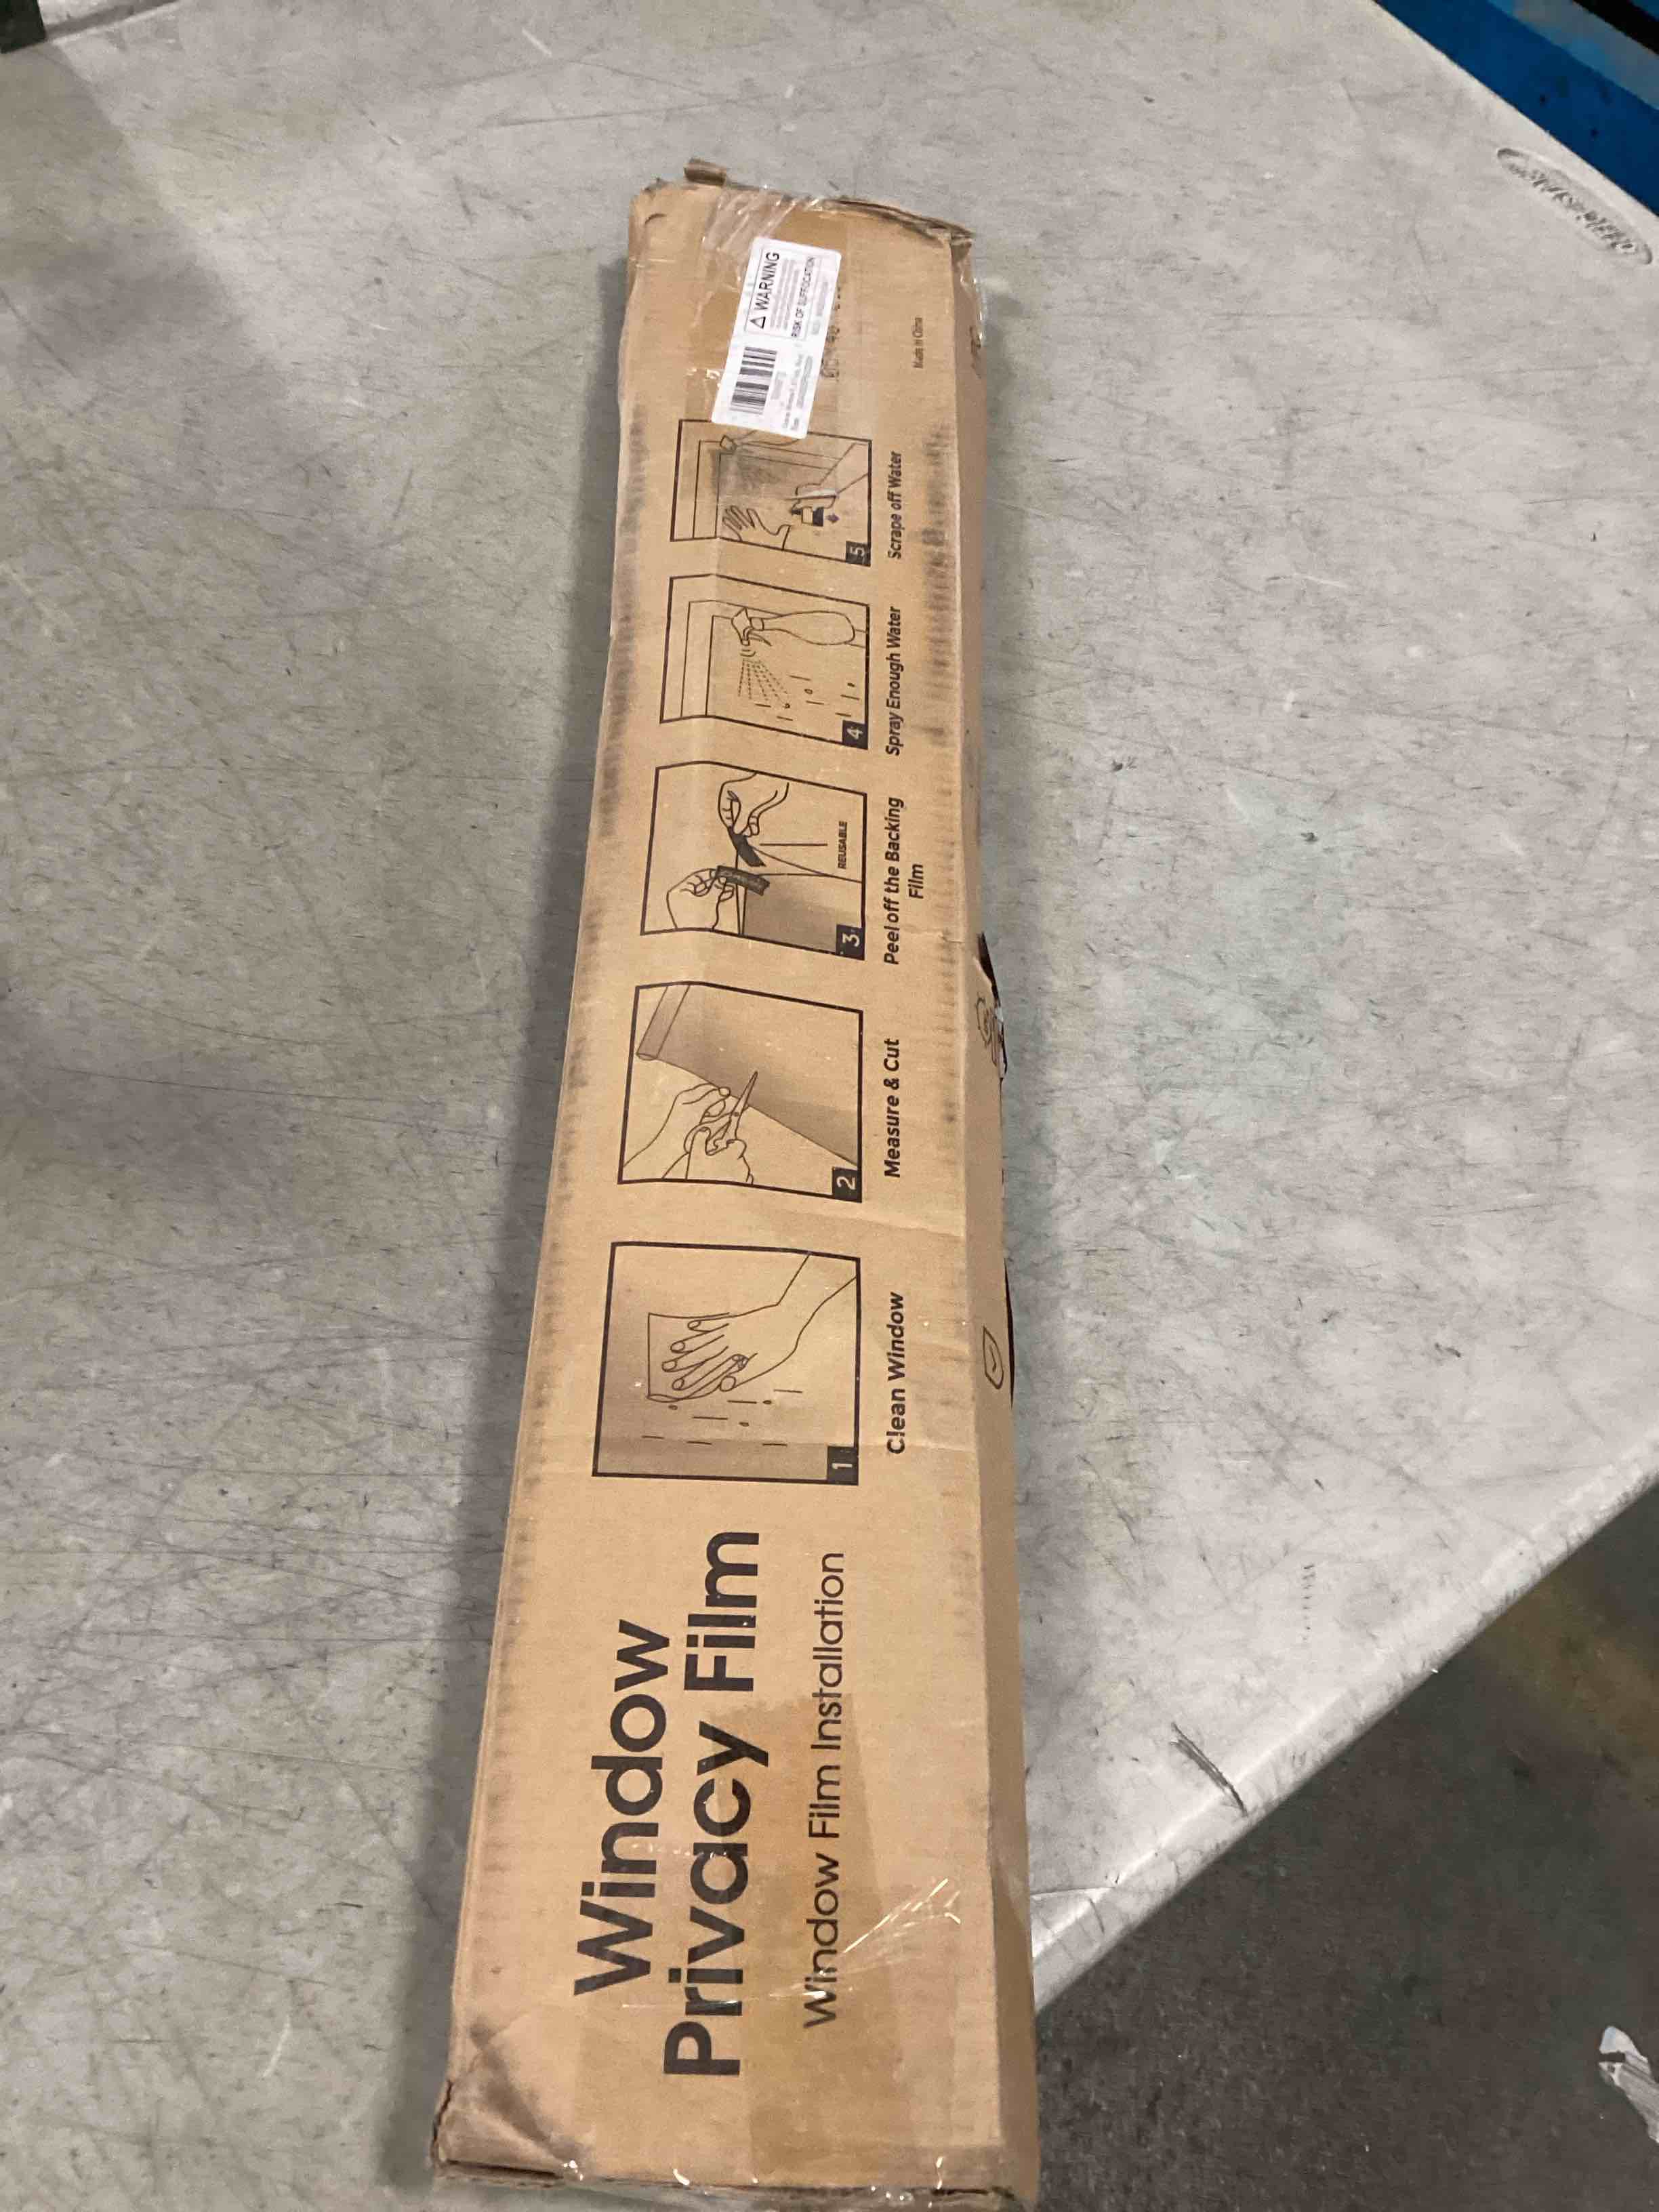 Window
Privacy Film
Window Film Installation
1
Clean Window
2
Measure & Cut
3
REUSABLE
Peel off the Backing
Film
4
Spray Enough Water
5
Scrape off Water
WARNING
RISK OF SUFFOCATION
Made in China